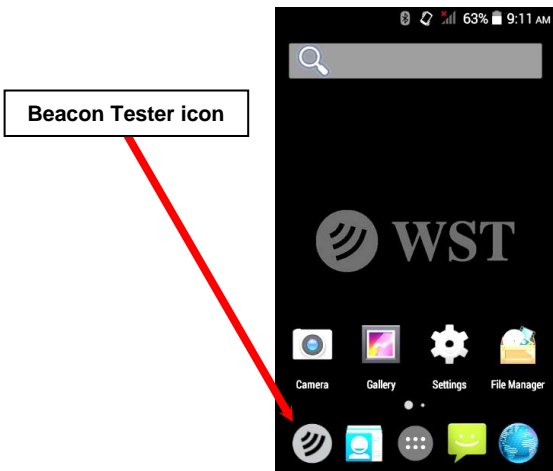 63% 9:11 AM
Beacon Tester icon
WST
Camera Gallery Settings File Manager